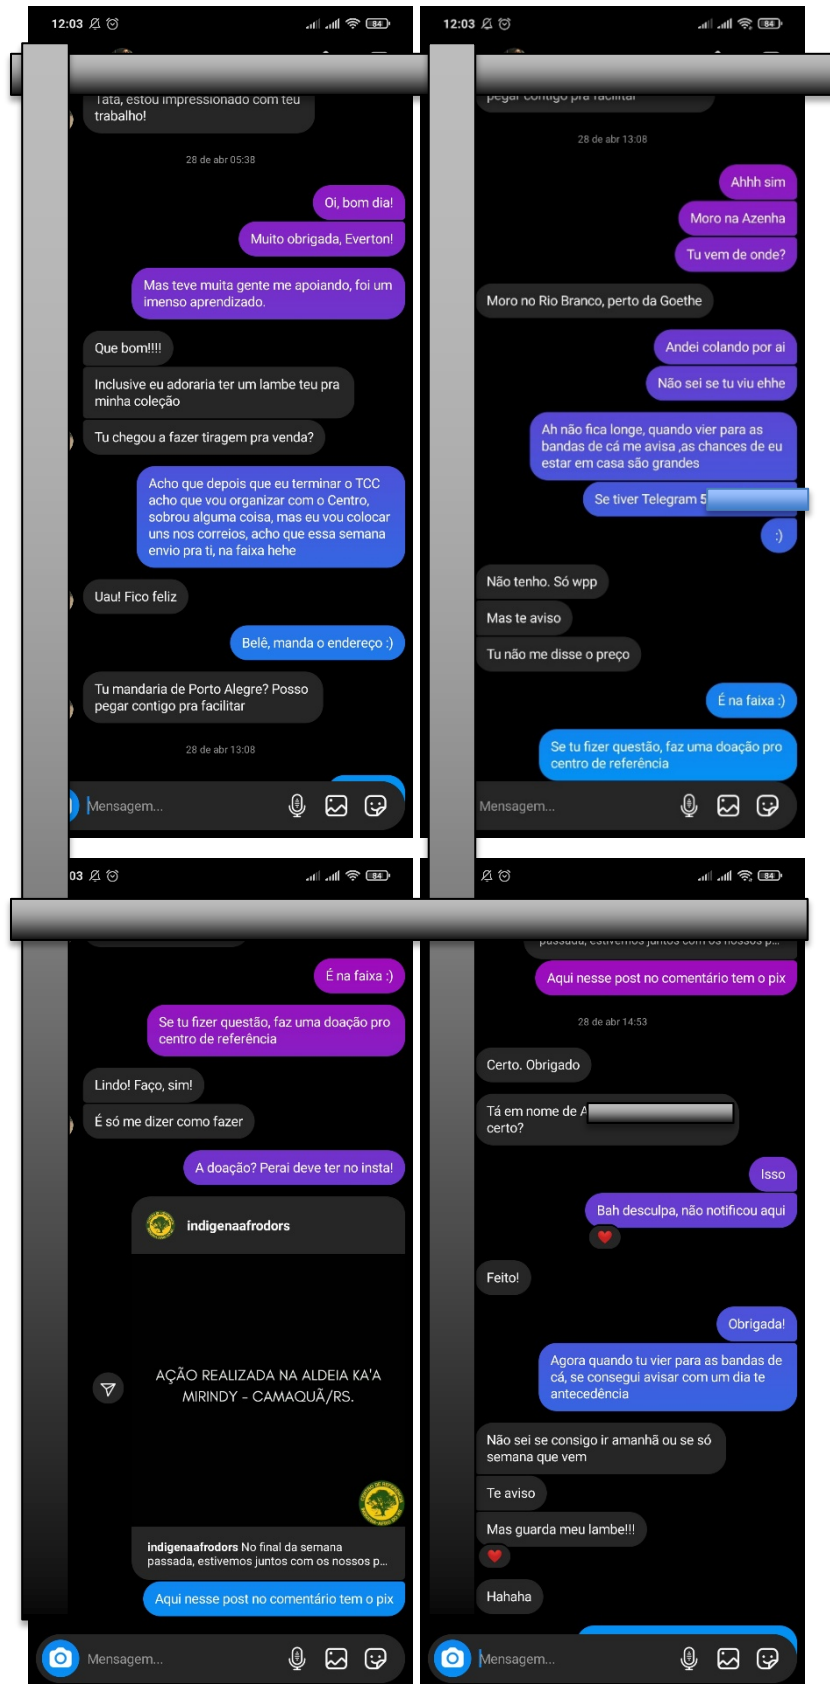 12:03
84
Tata, estou impressionado com teu
trabalho!
28 de abr 05:38
Oi, bom dia!
Muito obrigada, Everton!
Mas teve muita gente me apoiando, foi um
imenso aprendizado.
Que bom!!!!
Inclusive eu adoraria ter um lambe teu pra
minha coleção
Tu chegou a fazer tiragem pra venda?
Acho que depois que eu terminar o TCC
acho que vou organizar com o Centro,
sobrou alguma coisa, mas eu vou colocar
uns nos correios, acho que essa semana
envio pra ti, na faixa hehe
Uau! Fico feliz
Belê, manda o endereço :)
Tu mandaria de Porto Alegre? Posso
pegar contigo pra facilitar
28 de abr 13:08
Mensagem...
12:03
84
pegar contigo pra facilitar
28 de abr 13:08
Ahhh sim
Moro na Azenha
Tu vem de onde?
Moro no Rio Branco, perto da Goethe
Andei colando por ai
Não sei se tu viu ehhe
Ah não fica longe, quando vier para as
bandas de cá me avisa ,as chances de eu
estar em casa são grandes
Se tiver Telegram 5
:)
Não tenho. Só wpp
Mas te aviso
Tu não me disse o preço
É na faixa :)
Se tu fizer questão, faz uma doação pro
centro de referência
Mensagem...
03
84
É na faixa :)
Se tu fizer questão, faz uma doação pro
centro de referência
Lindo! Faço, sim!
É só me dizer como fazer
A doação? Perai deve ter no insta!
indigenaafrodors
AÇÃO REALIZADA NA ALDEIA KA'A
MIRINDY - CAMAQUÃ/RS.
indigenaafrodors No final da semana
passada, estivemos juntos com os nossos p...
Aqui nesse post no comentário tem o pix
Mensagem...
84
passada, estivemos juntos com os nossos p...
Aqui nesse post no comentário tem o pix
28 de abr 14:53
Certo. Obrigado
Tá em nome de A
certo?
Isso
Bah desculpa, não notificou aqui
Feito!
Obrigada!
Agora quando tu vier para as bandas de
cá, se consegui avisar com um dia te
antecedência
Não sei se consigo ir amanhã ou se só
semana que vem
Te aviso
Mas guarda meu lambe!!!
Hahaha
Mensagem...